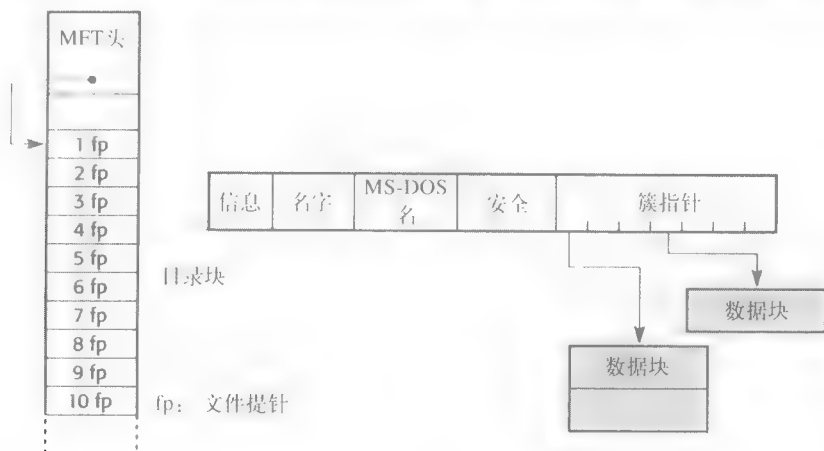 MFT头
1 fp
2 fp
3 fp
4 fp
5 fp
6 fp
7 fp
8 fp
9 fp
10 fp
信息
名字
MS-DOS
名
安全
簇指针
目录块
数据块
数据块
fp： 文件提针